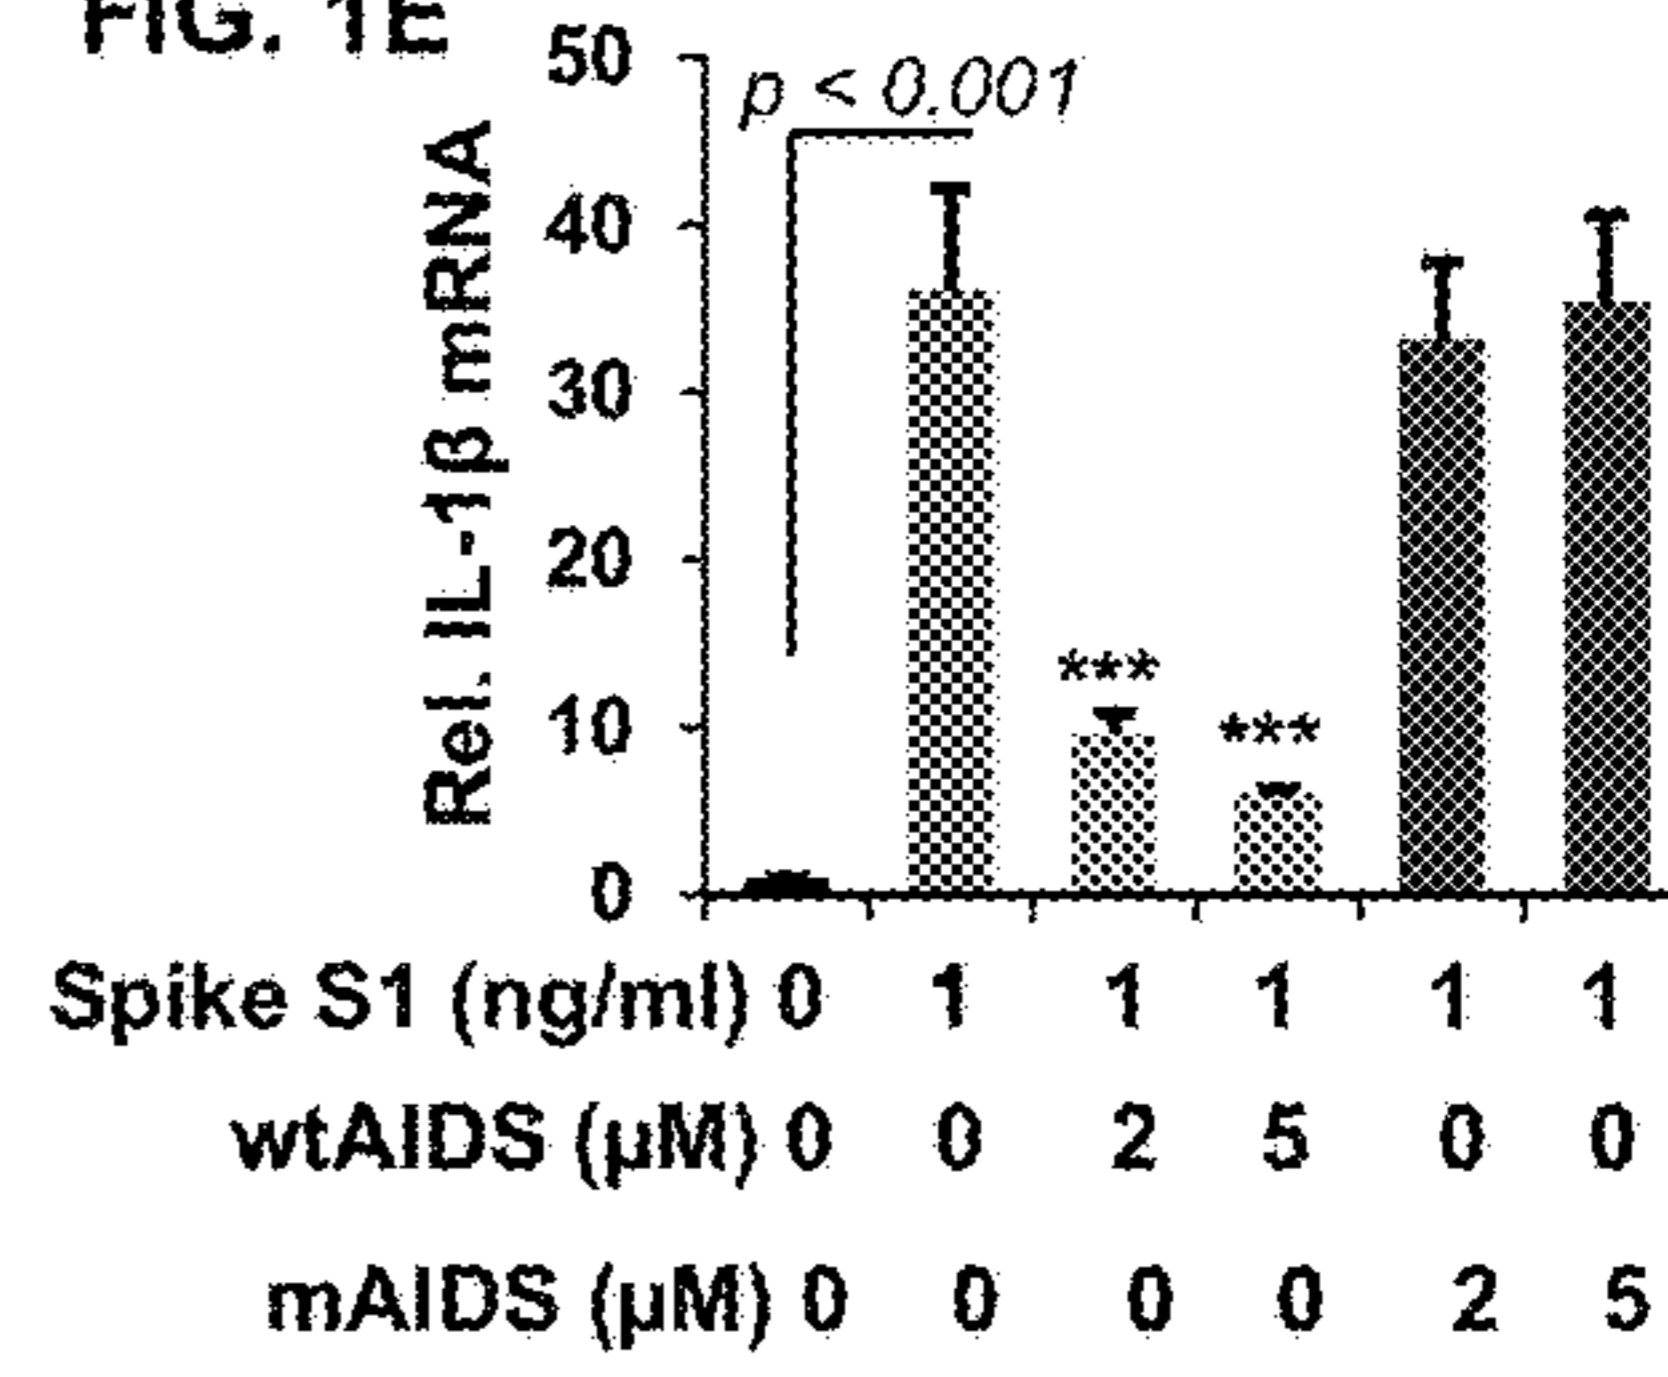 FIG. 1E
50
p < 0.001
40
30
20
10
0
Rel. IL-1β mRNA
***
***
Spike S1 (ng/ml) 0 1 1 1 1 1
wtAIDS (μM) 0 0 2 5 0 0
mAIDS (μM) 0 0 0 0 2 5